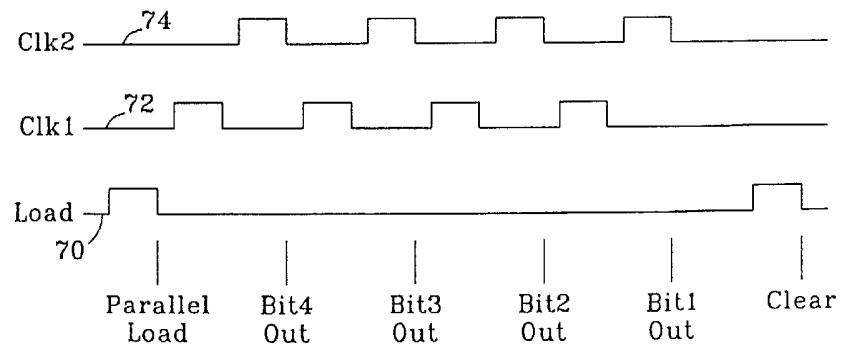 74
Clk2
72
Clk1
Load
70
Parallel Bit4 Bit3 Bit2 Bit1 Clear
Load Out Out Out Out